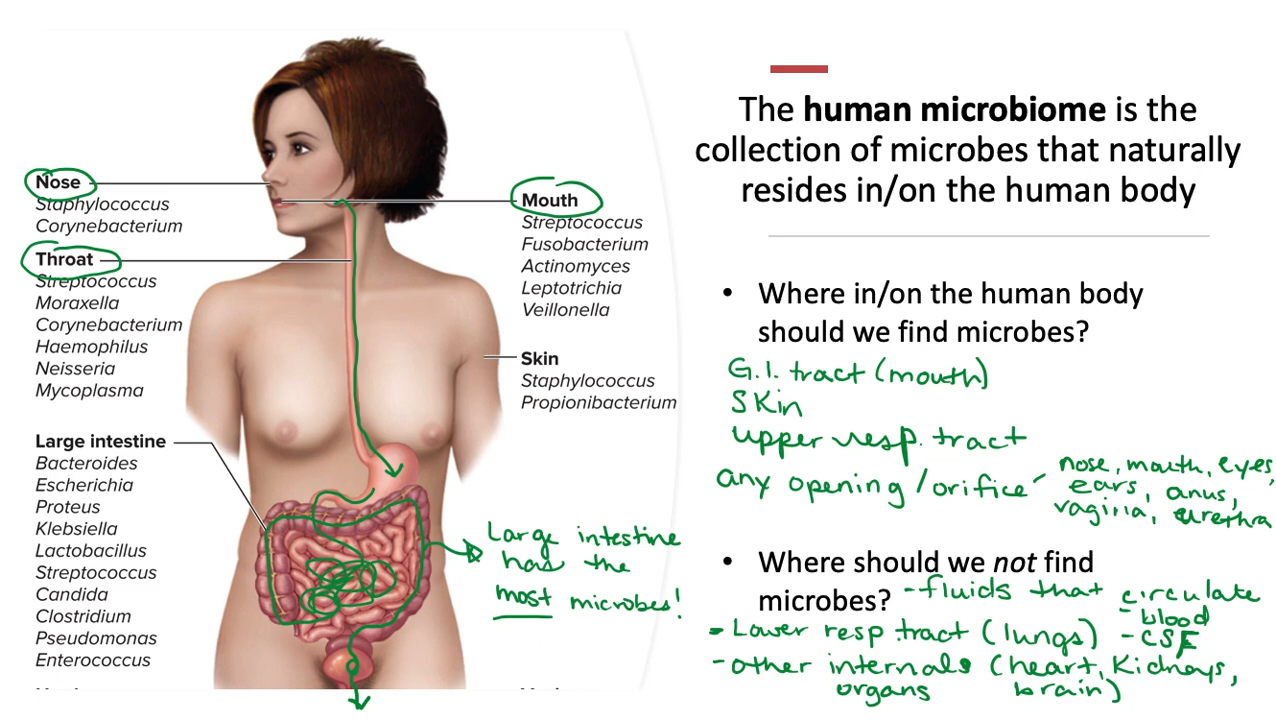 The human microbiome is the
collection of microbes that naturally
resides in/on the human body
Nose
Staphylococcus
Corynebacterium
Throat
Streptococcus
Moraxella
Corynebacterium
Haemophilus
Neisseria
Mycoplasma
Large intestine
Bacteroides
Escherichia
Proteus
Klebsiella
Lactobacillus
Streptococcus
Candida
Clostridium
Pseudomonas
Enterococcus
Mouth
Streptococcus
Fusobacterium
Actinomyces
Leptotrichia
Veillonella
Skin
Staphylococcus
Propionibacterium
Large intestine
has the
most microbes!
• Where in/on the human body
should we find microbes?
G.I. tract (mouth)
Skin
upper resp. tract
any opening/orifice - nose, mouth, eyes,
ears, anus,
vagina, uretha
• Where should we not find
microbes? - fluids that circulate
- blood
- CSF
- Lower resp. tract (lungs)
- other internals (heart, Kidneys,
organs brain)